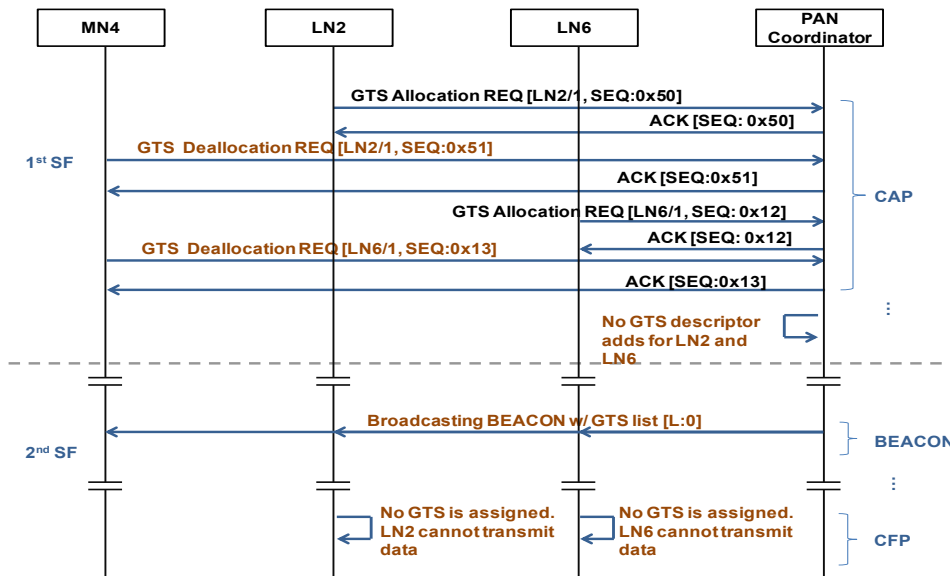 MN4
LN2
LN6
PAN
Coordinator
GTS Allocation REQ [LN2/1, SEQ:0x50]
ACK [SEQ: 0x50]
GTS Deallocation REQ [LN2/1, SEQ:0x51]
1st SF
ACK [SEQ:0x51]
CAP
GTS Allocation REQ [LN6/1, SEQ: 0x12]
ACK [SEQ: 0x12]
GTS Deallocation REQ [LN6/1, SEQ:0x13]
ACK [SEQ:0x13]
...
No GTS descriptor
adds for LN2 and
LN6
Broadcasting BEACON w/ GTS list [L:0]
BEACON
2nd SF
...
No GTS is assigned.
LN2 cannot transmit
data
No GTS is assigned.
LN6 cannot transmit
data
CFP